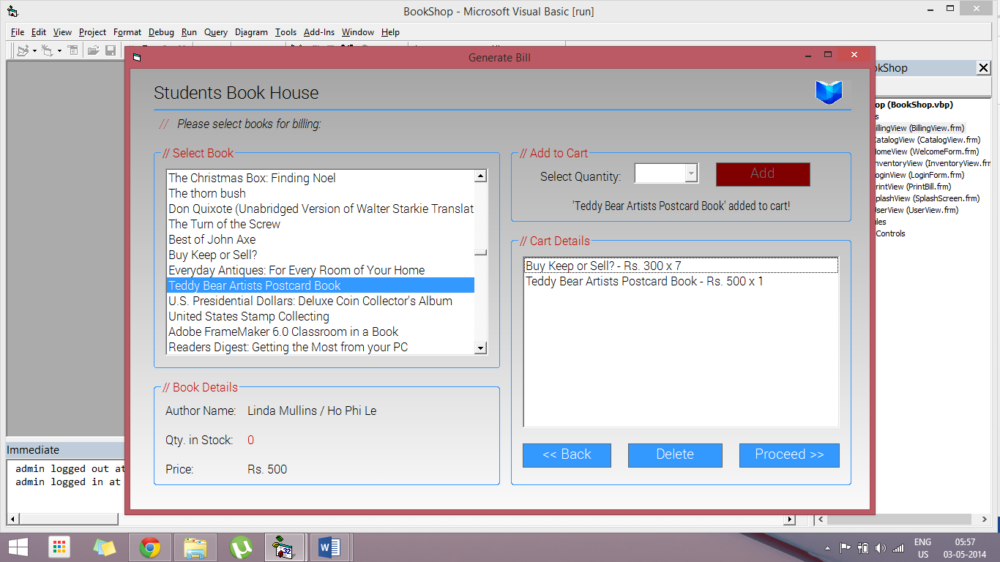 BookShop - Microsoft Visual Basic [run]
File Edit View Project Format Debug Run Query Diagram Tools Add-Ins Window Help
Generate Bill
Students Book House
// Please select books for billing:
// Select Book
The Christmas Box: Finding Noel
The thorn bush
Don Quixote (Unabridged Version of Walter Starkie Translat
The Turn of the Screw
Best of John Axe
Buy Keep or Sell?
Everyday Antiques: For Every Room of Your Home
Teddy Bear Artists Postcard Book
U.S. Presidential Dollars: Deluxe Coin Collector's Album
United States Stamp Collecting
Adobe FrameMaker 6.0 Classroom in a Book
Readers Digest: Getting the Most from your PC
// Book Details
Author Name: Linda Mullins / Ho Phi Le
Qty. in Stock: 0
Price: Rs. 500
// Add to Cart
Select Quantity: Add
'Teddy Bear Artists Postcard Book' added to cart!
// Cart Details
Buy Keep or Sell? - Rs. 300 x 7
Teddy Bear Artists Postcard Book - Rs. 500 x 1
<< Back Delete Proceed >>
okShop
op (BookShop.vbp)
s
illingView (BillingView.frm)
CatalogView (CatalogView.frm)
omeView (WelcomeForm.frm)
nventoryView (InventoryView.frm
oginView (LoginForm.frm)
rintView (PrintBill.frm)
plashView (SplashScreen.frm)
serView (UserView.frm)
les
Controls
Immediate
admin logged out at
admin logged in at
32
ENG
US
05:57
03-05-2014